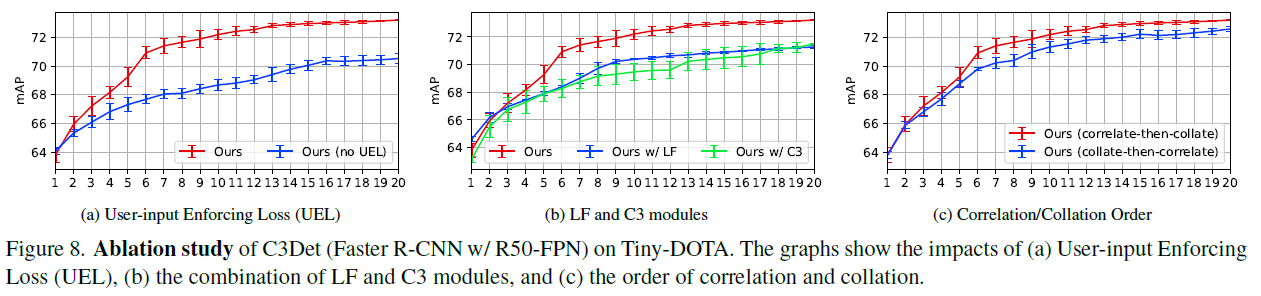 mAP
72
70
68
66
64
Ours
Ours (no UEL)
1 2 3 4 5 6 7 8 9 10 11 12 13 14 15 16 17 18 19 20
(a) User-input Enforcing Loss (UEL)
mAP
72
70
68
66
64
Ours
Ours w/ LF
Ours w/ C3
1 2 3 4 5 6 7 8 9 10 11 12 13 14 15 16 17 18 19 20
(b) LF and C3 modules
mAP
72
70
68
66
64
Ours (correlate-then-collate)
Ours (collate-then-correlate)
1 2 3 4 5 6 7 8 9 10 11 12 13 14 15 16 17 18 19 20
(c) Correlation/Collation Order
Figure 8. Ablation study of C3Det (Faster R-CNN w/ R50-FPN) on Tiny-DOTA. The graphs show the impacts of (a) User-input Enforcing
Loss (UEL), (b) the combination of LF and C3 modules, and (c) the order of correlation and collation.